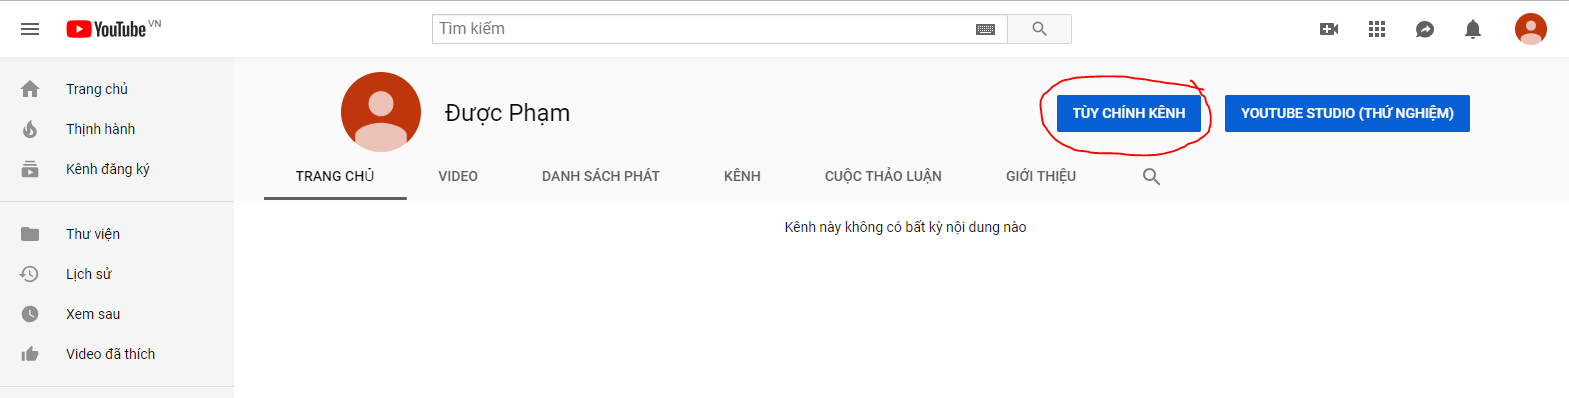 YouTube VN
Tìm kiếm
Trang chủ
Thịnh hành
Kênh đăng ký
Thư viện
Lịch sử
Xem sau
Video đã thích
Được Phạm
TÙY CHỈNH KÊNH
YOUTUBE STUDIO (THỬ NGHIỆM)
TRANG CHỦ VIDEO DANH SÁCH PHÁT KÊNH CUỘC THẢO LUẬN GIỚI THIỆU
Kênh này không có bất kỳ nội dung nào